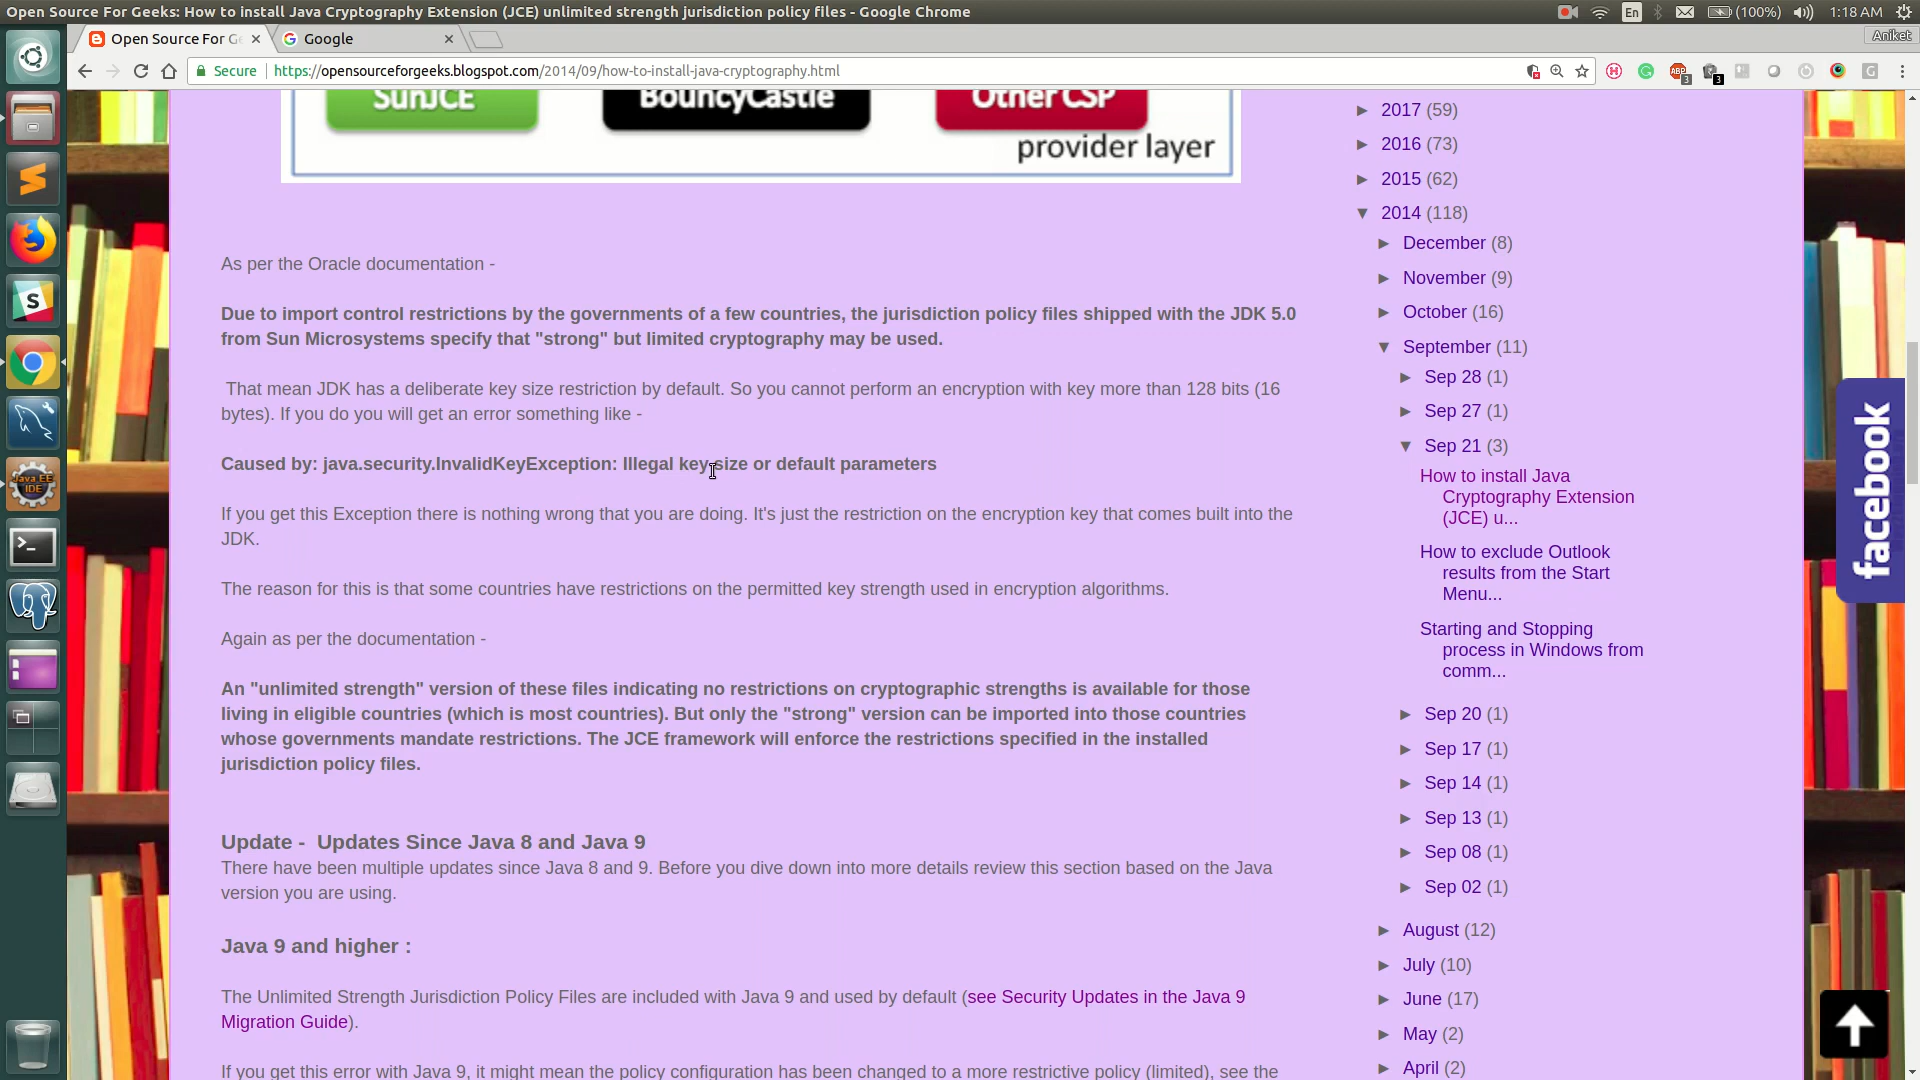 Open Source For Geeks: How to install Java Cryptography Extension (JCE) unlimited strength jurisdiction policy files - Google Chrome
En
(100%)
1:18 AM
Open Source For Ge
Google
Aniket
Secure
https://opensourceforgeeks.blogspot.com/2014/09/how-to-install-java-cryptography.html
ABP
3
3
SunJCE
BouncyCastle
Other CSP
provider layer
As per the Oracle documentation -
Due to import control restrictions by the governments of a few countries, the jurisdiction policy files shipped with the JDK 5.0
from Sun Microsystems specify that "strong" but limited cryptography may be used.
That mean JDK has a deliberate key size restriction by default. So you cannot perform an encryption with key more than 128 bits (16
bytes). If you do you will get an error something like -
Caused by: java.security.InvalidKeyException: Illegal key size or default parameters
If you get this Exception there is nothing wrong that you are doing. It's just the restriction on the encryption key that comes built into the
JDK.
The reason for this is that some countries have restrictions on the permitted key strength used in encryption algorithms.
Again as per the documentation -
An "unlimited strength" version of these files indicating no restrictions on cryptographic strengths is available for those
living in eligible countries (which is most countries). But only the "strong" version can be imported into those countries
whose governments mandate restrictions. The JCE framework will enforce the restrictions specified in the installed
jurisdiction policy files.
Update -  Updates Since Java 8 and Java 9
There have been multiple updates since Java 8 and 9. Before you dive down into more details review this section based on the Java
version you are using.
Java 9 and higher :
The Unlimited Strength Jurisdiction Policy Files are included with Java 9 and used by default (see Security Updates in the Java 9
Migration Guide).
If you get this error with Java 9, it might mean the policy configuration has been changed to a more restrictive policy (limited), see the
► 2017 (59)
► 2016 (73)
► 2015 (62)
▼ 2014 (118)
► December (8)
► November (9)
► October (16)
▼ September (11)
► Sep 28 (1)
► Sep 27 (1)
▼ Sep 21 (3)
How to install Java
Cryptography Extension
(JCE) u...
How to exclude Outlook
results from the Start
Menu...
Starting and Stopping
process in Windows from
comm...
► Sep 20 (1)
► Sep 17 (1)
► Sep 14 (1)
► Sep 13 (1)
► Sep 08 (1)
► Sep 02 (1)
► August (12)
► July (10)
► June (17)
► May (2)
► April (2)
facebook
Java EE
IDE